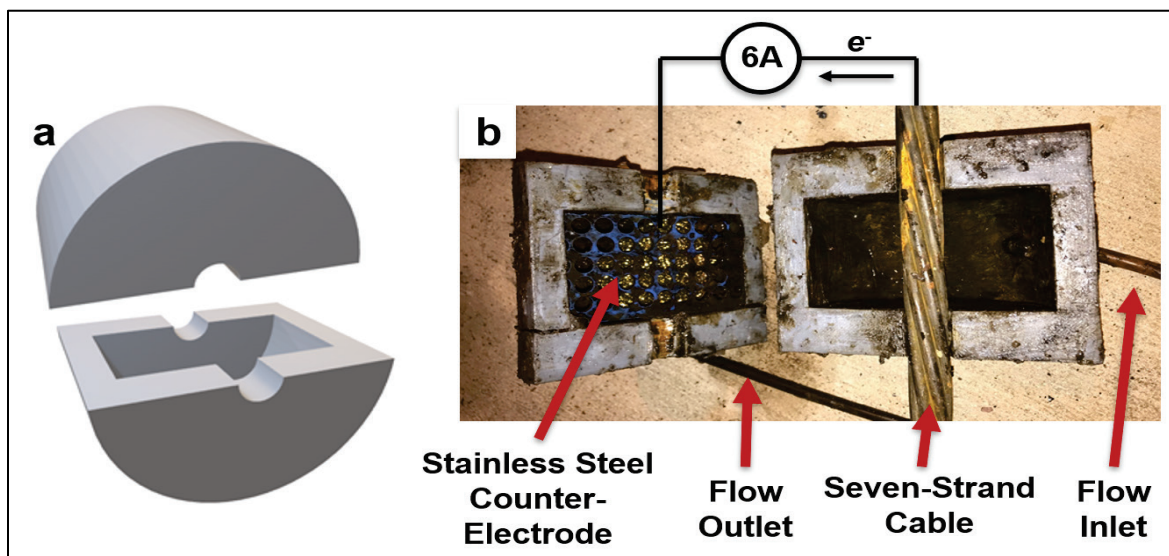 6A
e-
a
b
Stainless Steel
Counter-
Electrode
Flow
Outlet
Seven-Strand
Cable
Flow
Inlet